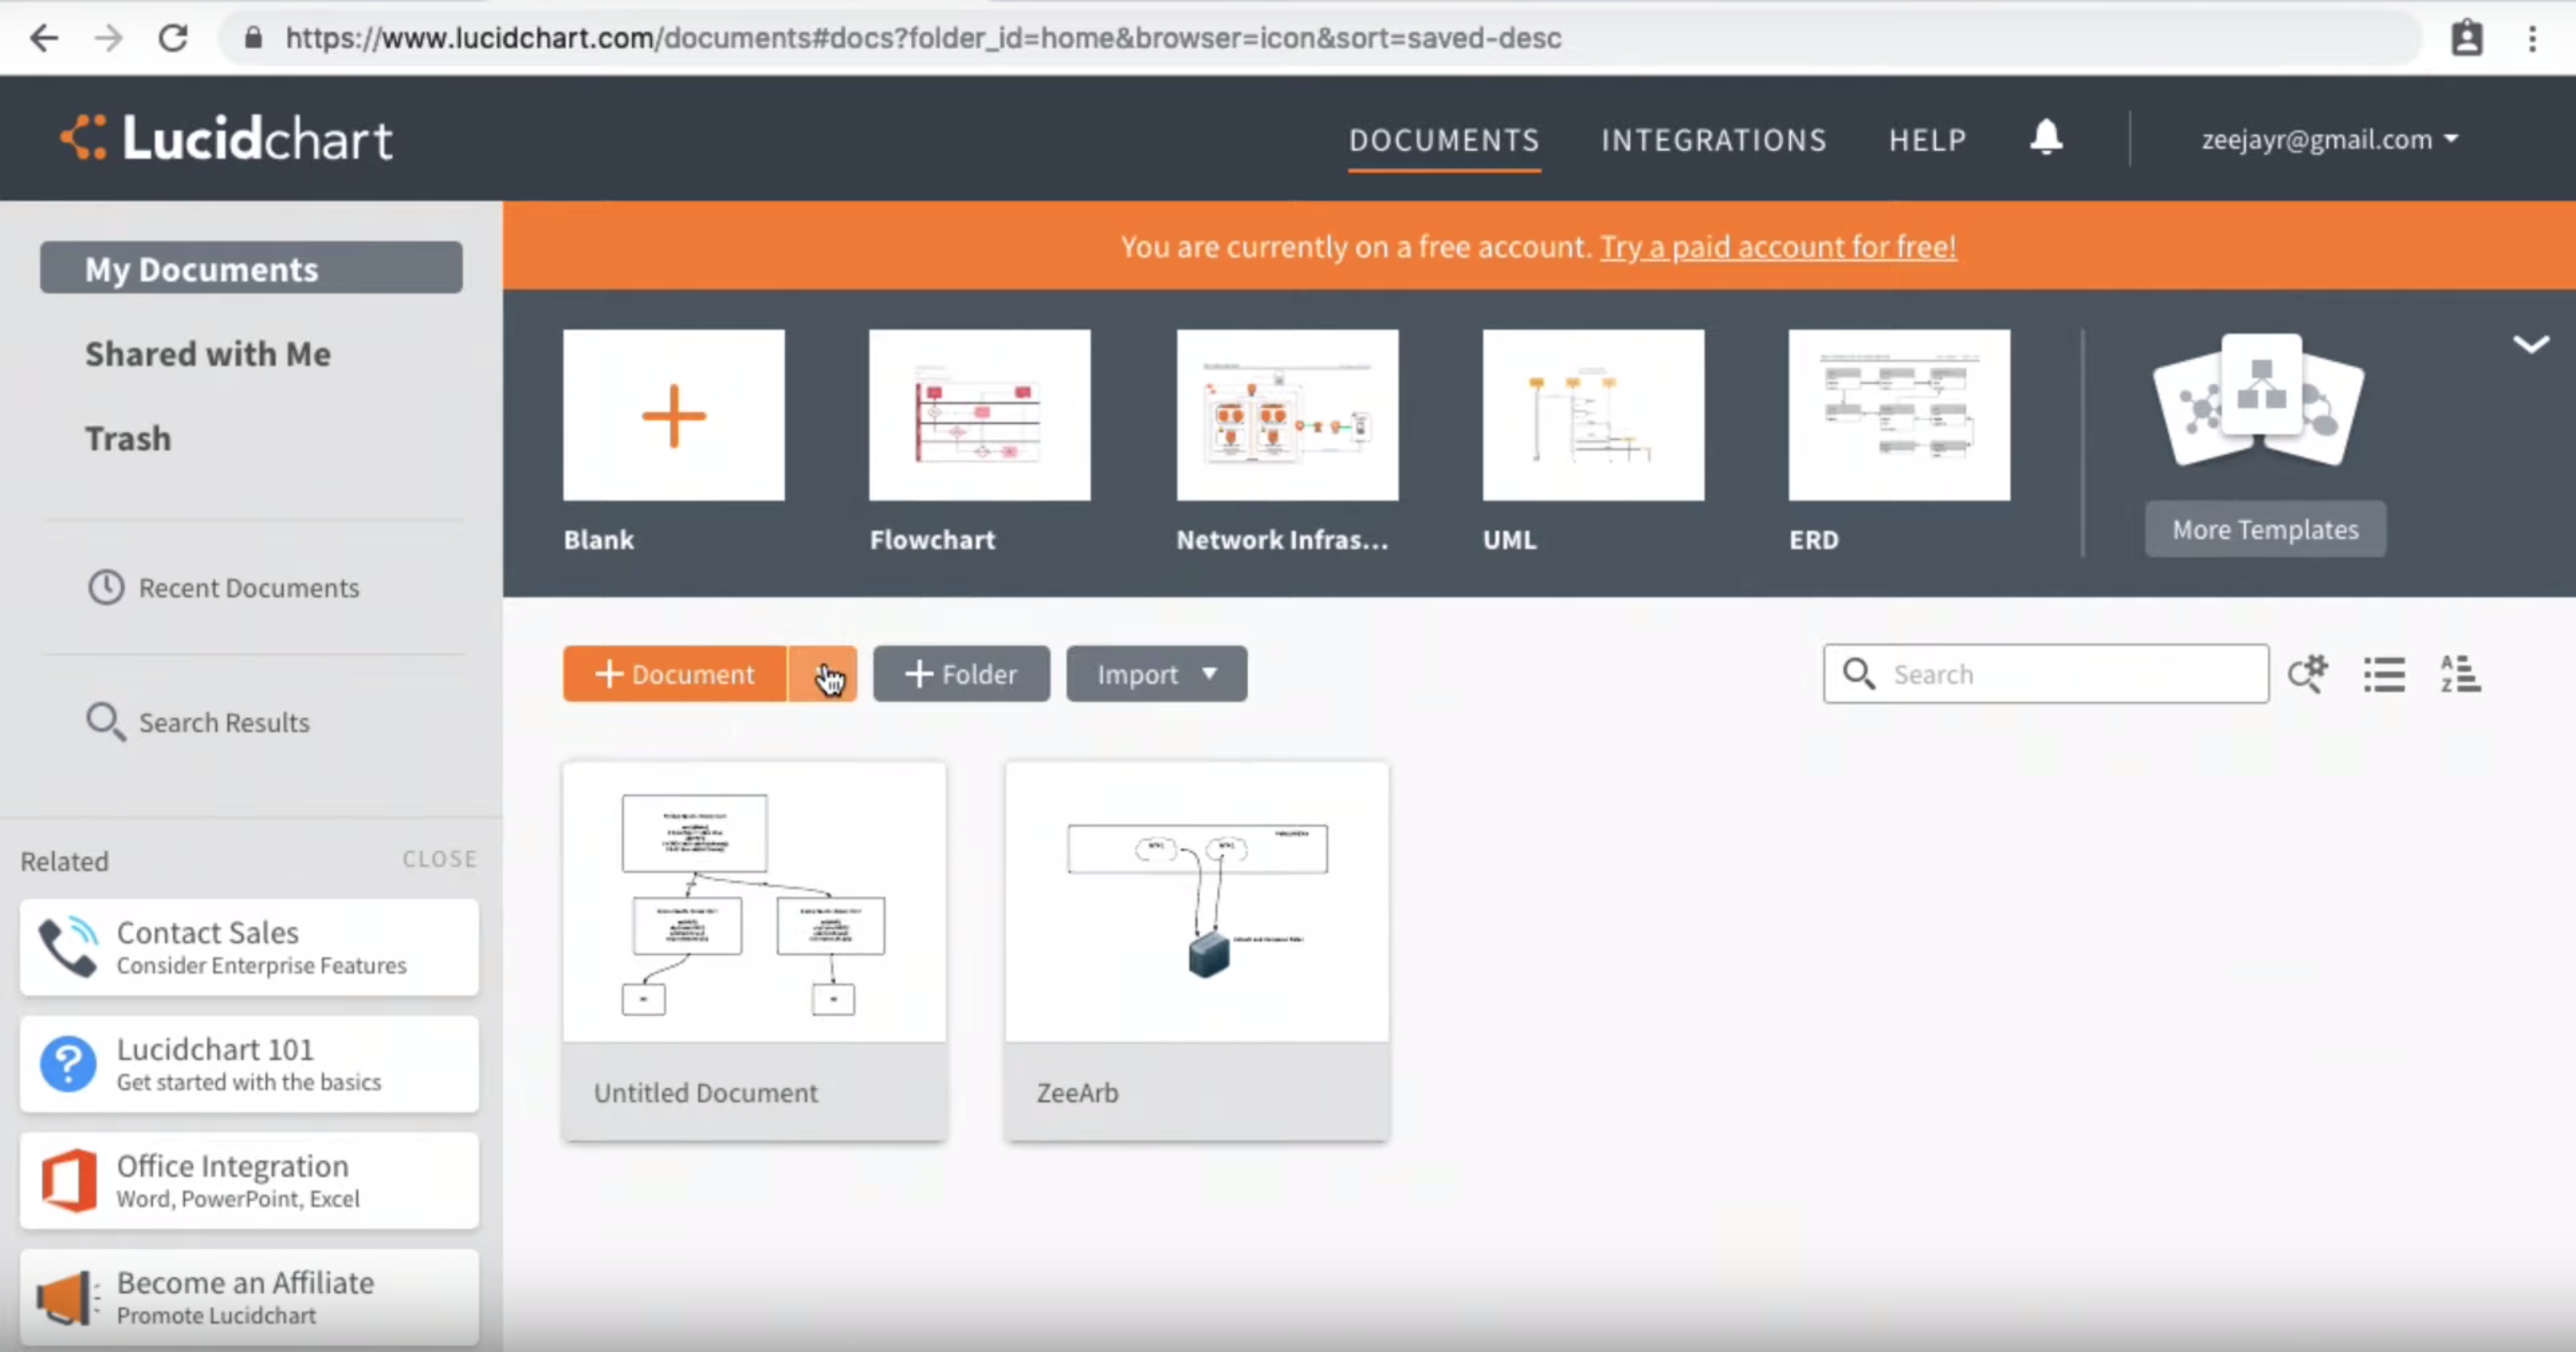 https://www.lucidchart.com/documents#docs?folder_id=home&browser=icon&sort=saved-desc
Lucidchart
DOCUMENTS
INTEGRATIONS
HELP
zeejayr@gmail.com
My Documents
Shared with Me
Trash
Recent Documents
Search Results
Related
CLOSE
Contact Sales
Consider Enterprise Features
Lucidchart 101
Get started with the basics
Office Integration
Word, PowerPoint, Excel
Become an Affiliate
Promote Lucidchart
You are currently on a free account. Try a paid account for free!
Blank
Flowchart
Network Infras...
UML
ERD
More Templates
+ Document
+ Folder
Import
Search
A
Z
Untitled Document
ZeeArb